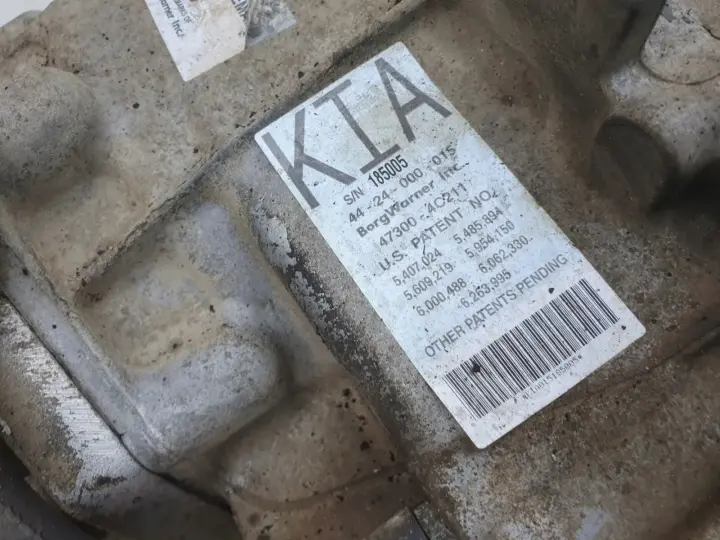 KIA
S/N 185005
44-24-000-015
BorgWarner Inc.
47300-4C211
U.S. PATENT NO.
5,407,024 5,485,894
5,609,219 5,954,150
6,000,488 6,062,330
6,263,995
OTHER PATENTS PENDING